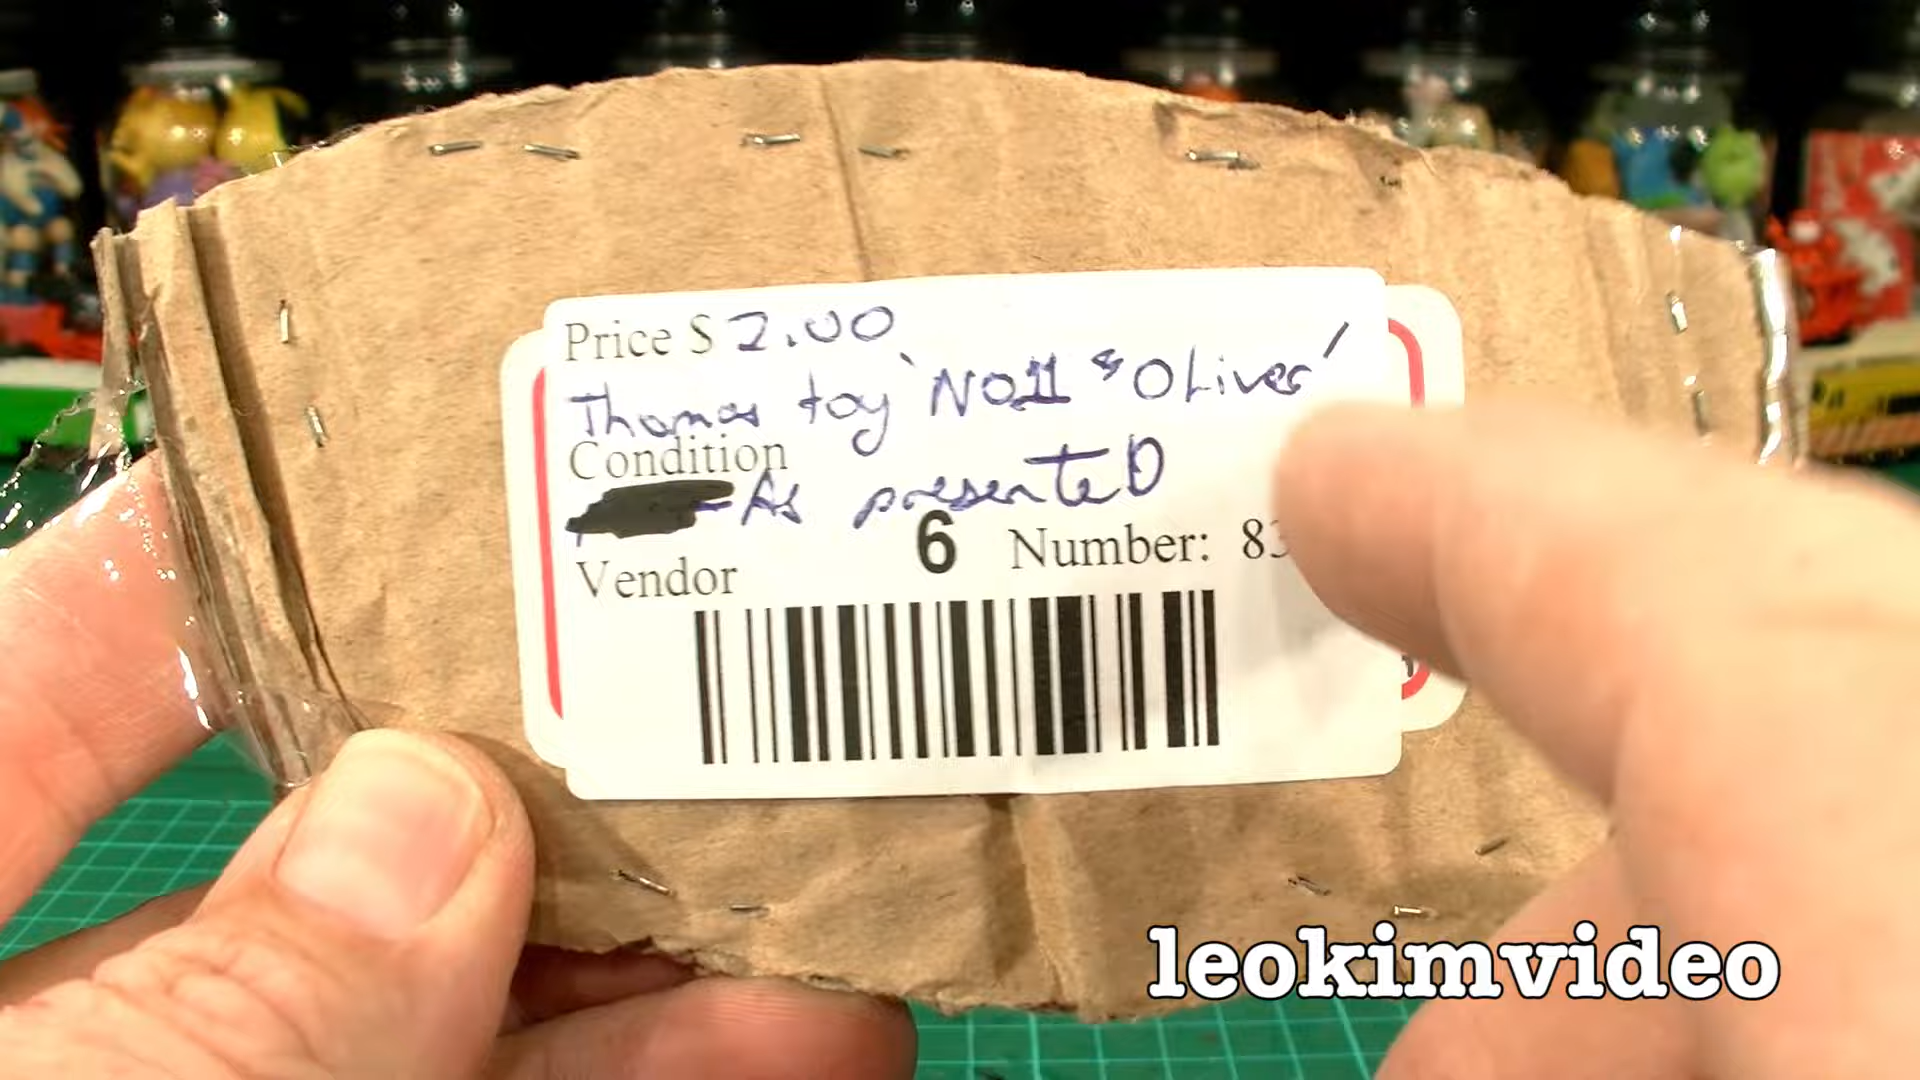 Price $ 2.00
Thomas toy 'NO11 & Oliver'
Condition
As presenteD
Vendor 6 Number: 83
leokimvideo